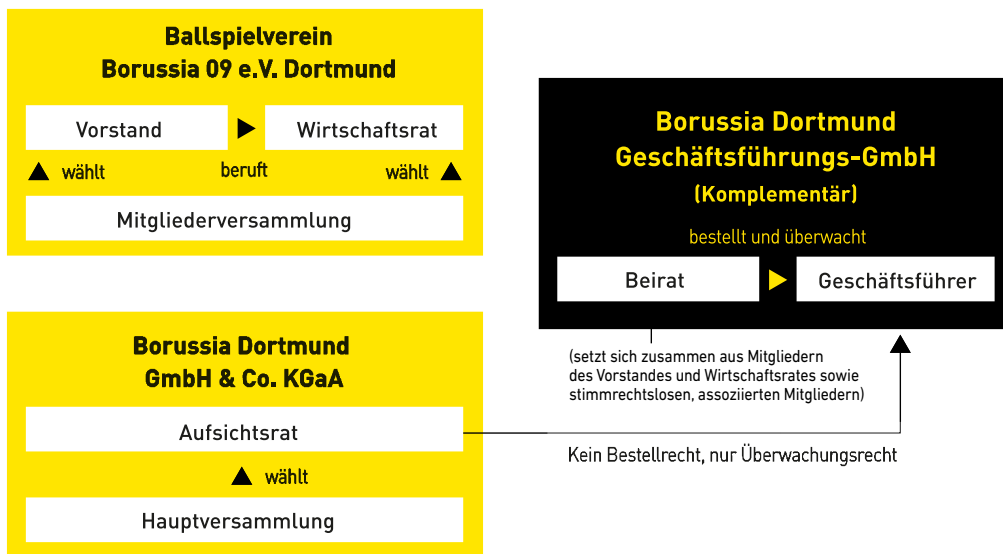 Ballspielverein
Borussia 09 e.V. Dortmund
Vorstand
Wirtschaftsrat
wählt
beruft
wählt
Mitgliederversammlung
Borussia Dortmund
Geschäftsführungs-GmbH
(Komplementär)
bestellt und überwacht
Beirat
Geschäftsführer
(setzt sich zusammen aus Mitgliedern
des Vorstandes und Wirtschaftsrates sowie
stimmrechtslosen, assoziierten Mitgliedern)
Borussia Dortmund
GmbH & Co. KGaA
Aufsichtsrat
Kein Bestellrecht, nur Überwachungsrecht
wählt
Hauptversammlung